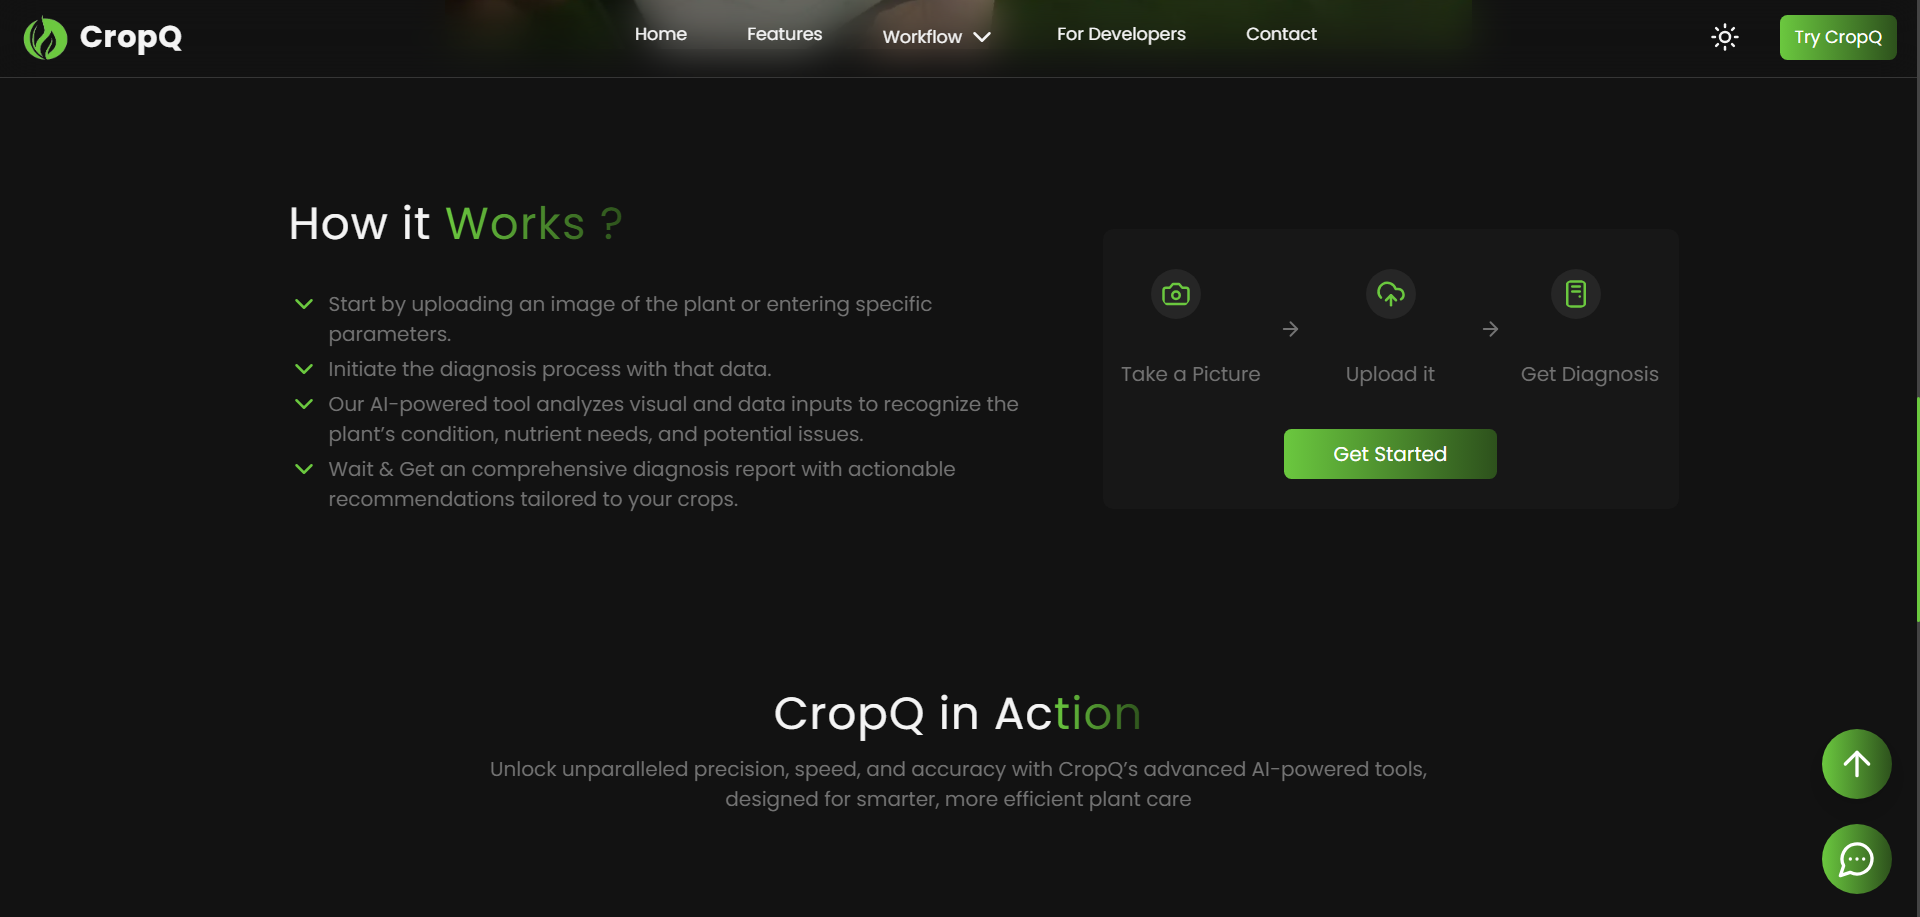 CropQ
Home
Features
Workflow
For Developers
Contact
Try CropQ
How it Works ?
Start by uploading an image of the plant or entering specific
parameters.
Initiate the diagnosis process with that data.
Our AI-powered tool analyzes visual and data inputs to recognize the
plant’s condition, nutrient needs, and potential issues.
Wait & Get an comprehensive diagnosis report with actionable
recommendations tailored to your crops.
Take a Picture
Upload it
Get Diagnosis
Get Started
CropQ in Action
Unlock unparalleled precision, speed, and accuracy with CropQ’s advanced AI-powered tools,
designed for smarter, more efficient plant care